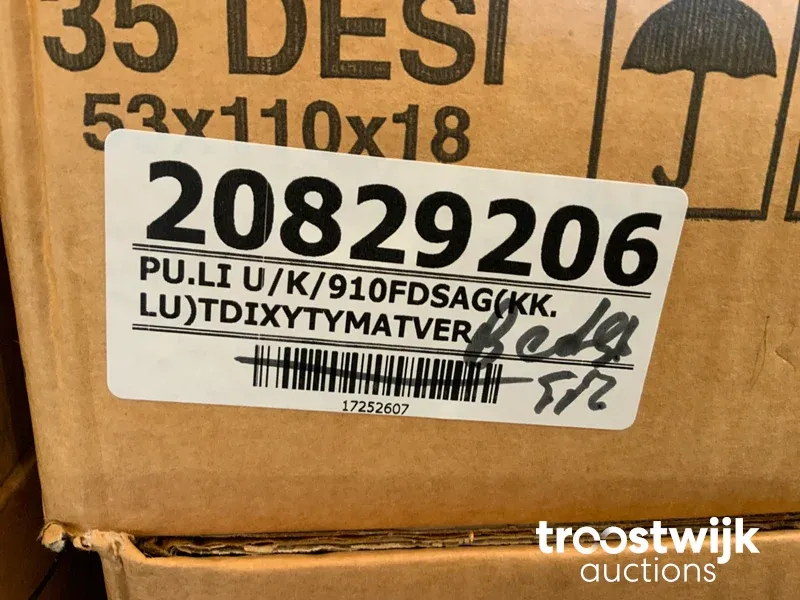 35 DESI
53x110x18
20829206
PU.LI U/K/910FDSAG(KK.
LU)TDIXYTYMATVER
17252607
troostwijk
auctions